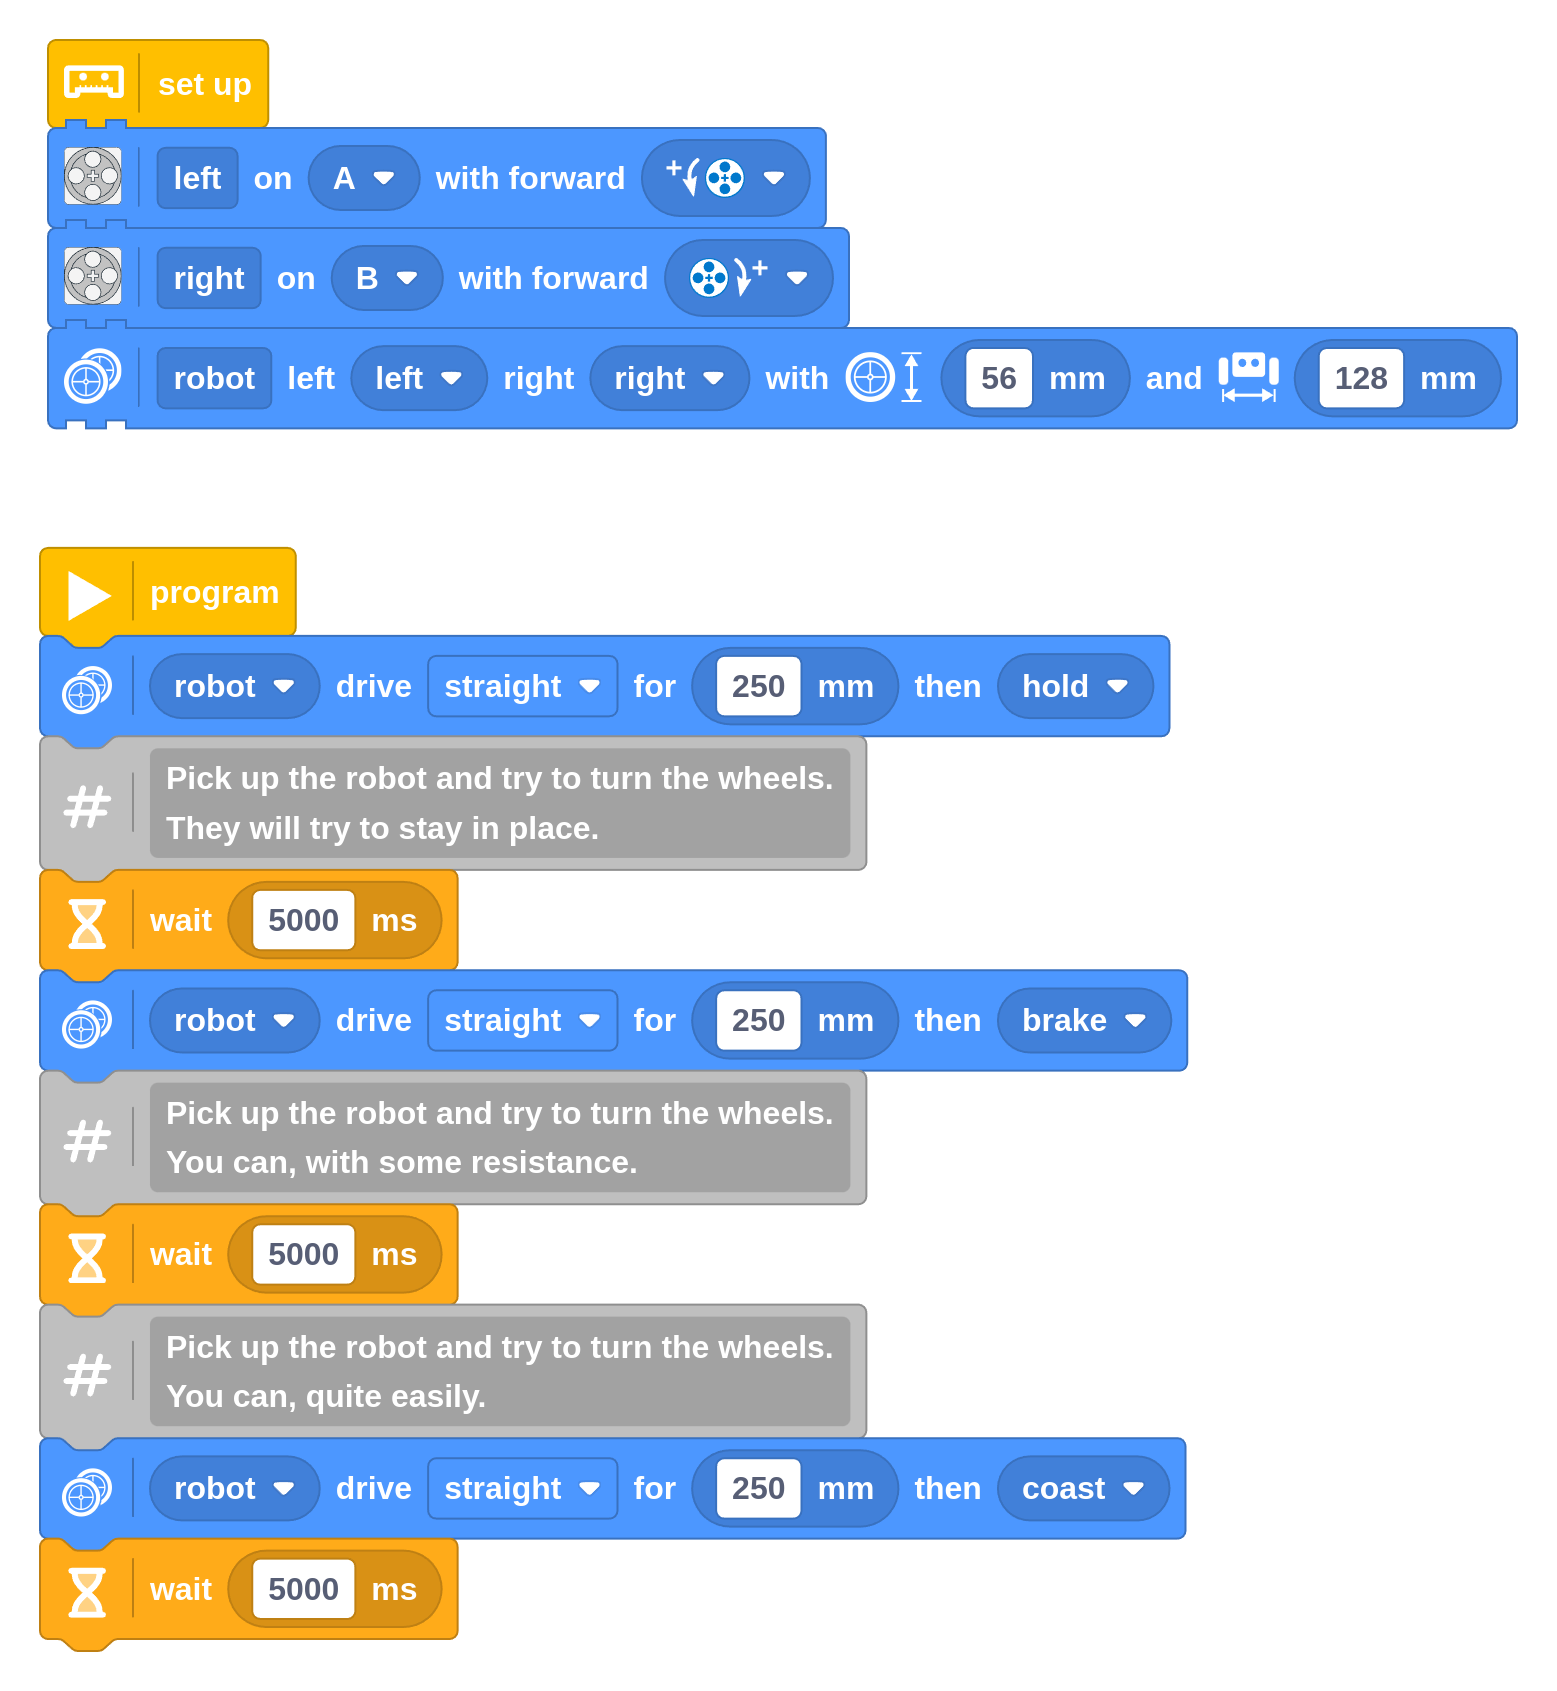 set up
left on A with forward +
right on B with forward +
robot left left right right with 56 mm and 128 mm
program
robot drive straight for 250 mm then hold
# Pick up the robot and try to turn the wheels.
They will try to stay in place.
wait 5000 ms
robot drive straight for 250 mm then brake
# Pick up the robot and try to turn the wheels.
You can, with some resistance.
wait 5000 ms
# Pick up the robot and try to turn the wheels.
You can, quite easily.
robot drive straight for 250 mm then coast
wait 5000 ms